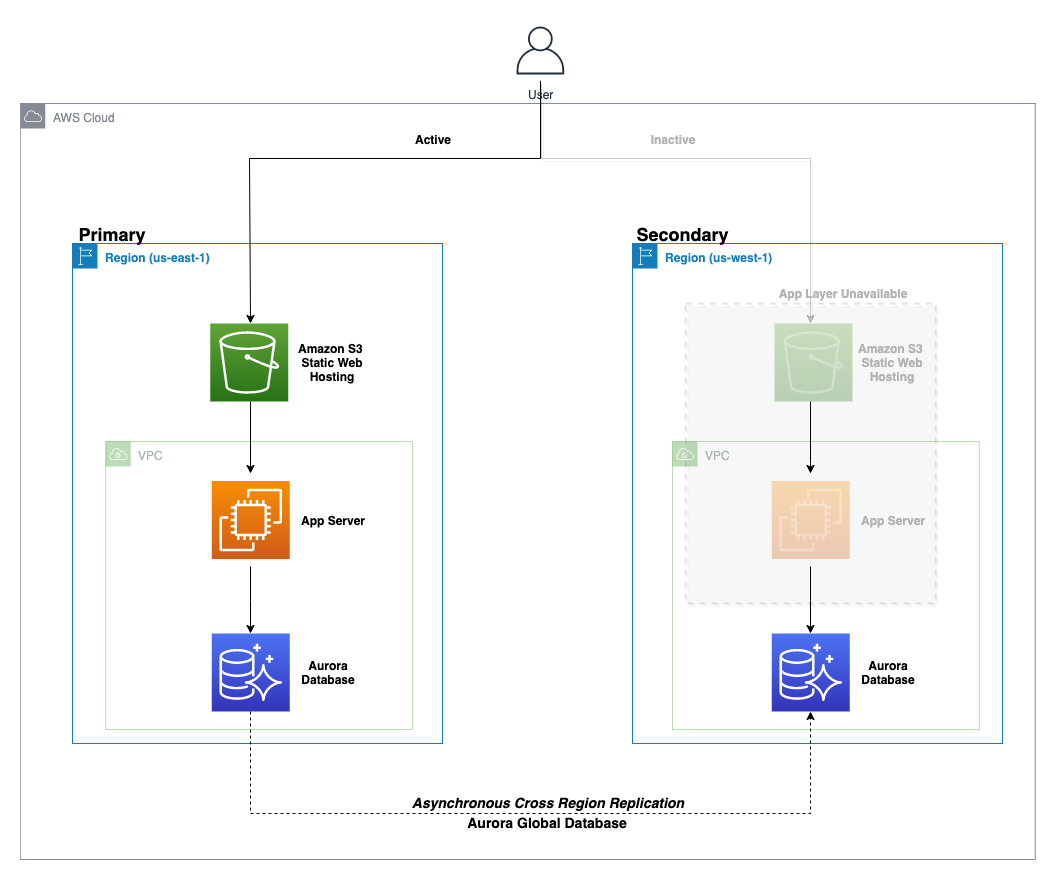 User
AWS Cloud
Active
Inactive
Primary
Secondary
Region (us-east-1)
Region (us-west-1)
App Layer Unavailable
Amazon S3
Static Web
Hosting
Amazon S3
Static Web
Hosting
VPC
VPC
App Server
App Server
Aurora
Database
Aurora
Database
Asynchronous Cross Region Replication
Aurora Global Database